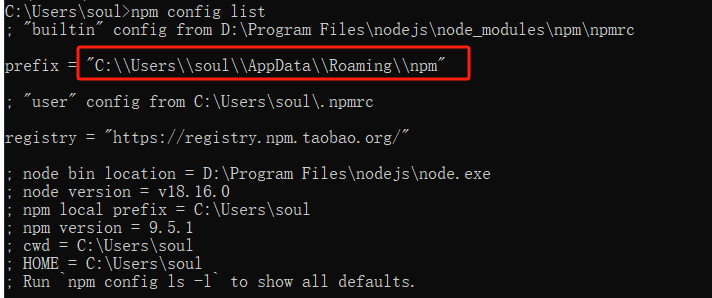 C:\Users\soul>npm config list
; "builtin" config from D:\Program Files\nodejs\node_modules\npm\npmrc
prefix = "C:\\Users\\soul\\AppData\\Roaming\\npm"
; "user" config from C:\Users\soul\.npmrc
registry = "https://registry.npm.taobao.org/"
; node bin location = D:\Program Files\nodejs\node.exe
; node version = v18.16.0
; npm local prefix = C:\Users\soul
; npm version = 9.5.1
; cwd = C:\Users\soul
; HOME = C:\Users\soul
; Run `npm config ls -l` to show all defaults.